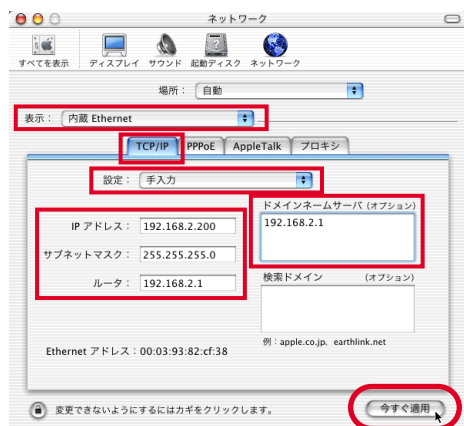 ネットワーク
すべてを表示 ディスプレイ サウンド 起動ディスク ネットワーク
場所： 自動
表示： 内蔵 Ethernet
TCP/IP PPPoE AppleTalk プロキシ
設定： 手入力
ドメインネームサーバ (オプション)
192.168.2.1
IP アドレス： 192.168.2.200
サブネットマスク： 255.255.255.0
ルータ： 192.168.2.1
検索ドメイン (オプション)
例：apple.co.jp、earthlink.net
Ethernet アドレス：00:03:93:82:cf:38
変更できないようにするにはカギをクリックします。
今すぐ適用